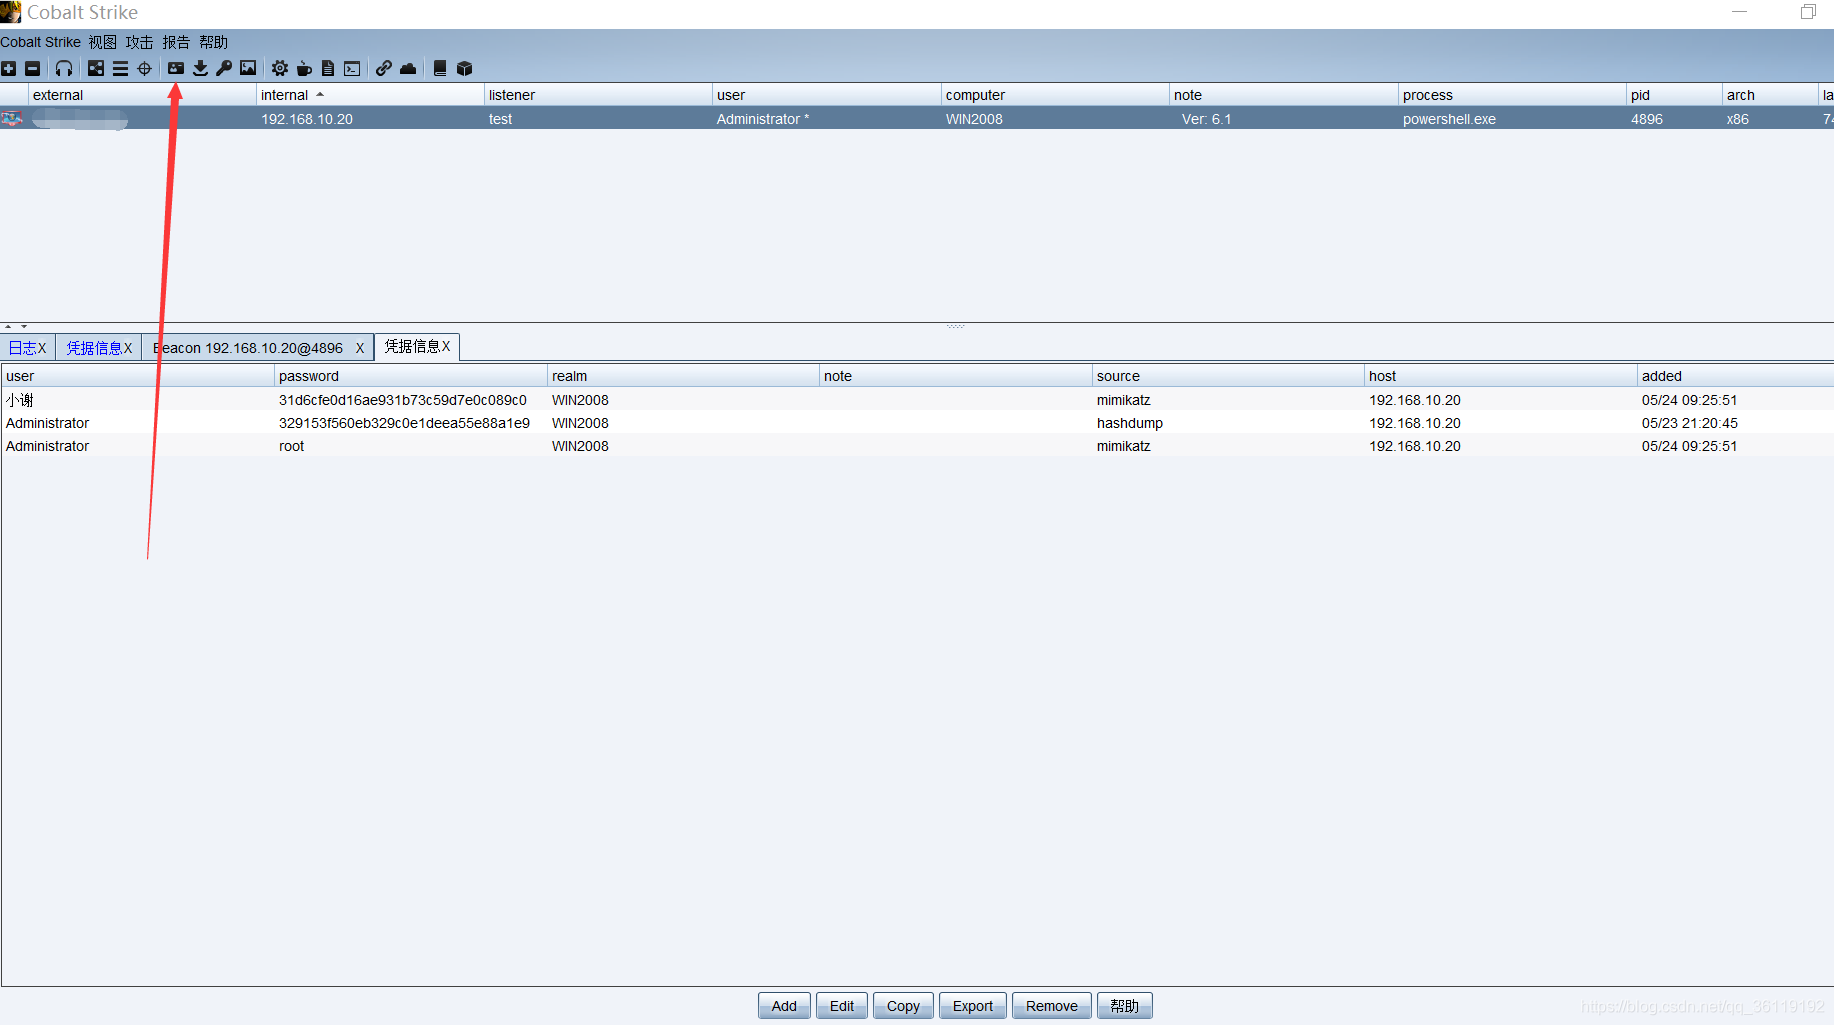 Cobalt Strike
Cobalt Strike 视图 攻击 报告 帮助
external internal listener user computer note process pid arch la
192.168.10.20 test Administrator * WIN2008 Ver: 6.1 powershell.exe 4896 x86 74
日志X 凭据信息X Beacon 192.168.10.20@4896 X 凭据信息X
user password realm note source host added
小谢 31d6cfe0d16ae931b73c59d7e0c089c0 WIN2008 mimikatz 192.168.10.20 05/24 09:25:51
Administrator 329153f560eb329c0e1deea55e88a1e9 WIN2008 hashdump 192.168.10.20 05/23 21:20:45
Administrator root WIN2008 mimikatz 192.168.10.20 05/24 09:25:51
Add Edit Copy Export Remove 帮助
https://blog.csdn.net/qq_36119192